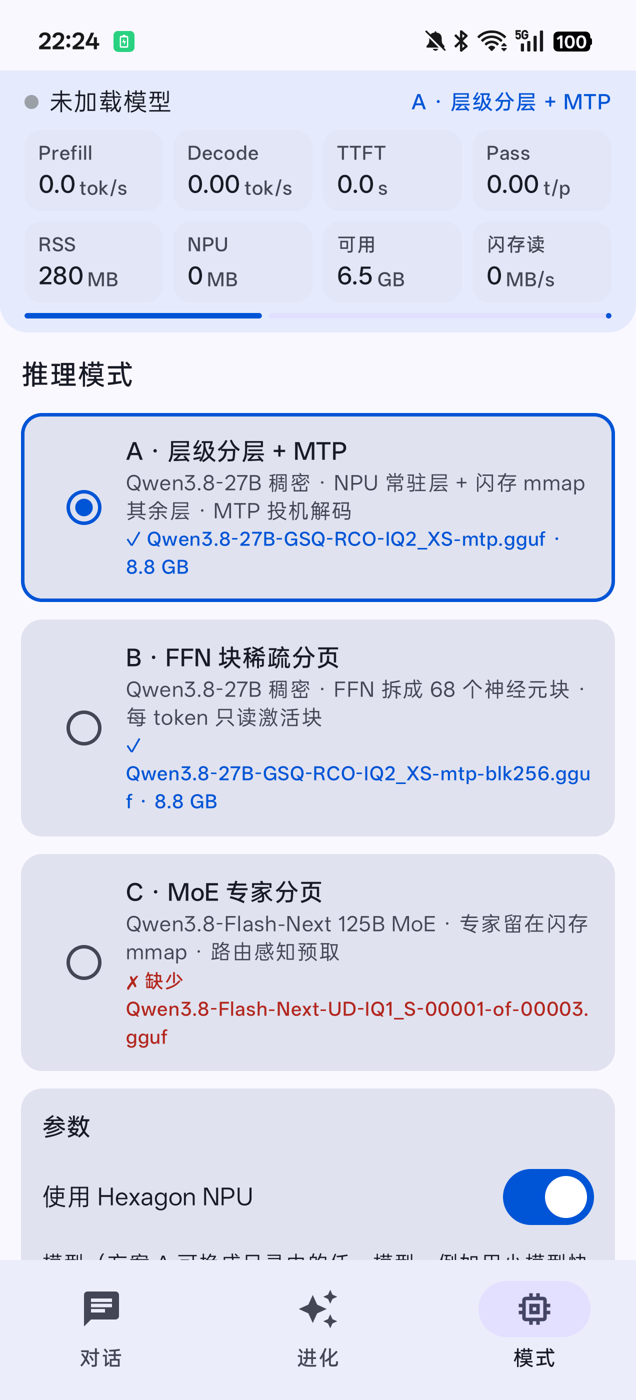 22:24
5G
100
未加载模型
A · 层级分层 + MTP
Prefill
0.0 tok/s
Decode
0.00 tok/s
TTFT
0.0 s
Pass
0.00 t/p
RSS
280 MB
NPU
0 MB
可用
6.5 GB
闪存读
0 MB/s
推理模式
A · 层级分层 + MTP
Qwen3.8-27B 稠密 · NPU 常驻层 + 闪存 mmap
其余层 · MTP 投机解码
✓ Qwen3.8-27B-GSQ-RCO-IQ2_XS-mtp.gguf ·
8.8 GB
B · FFN 块稀疏分页
Qwen3.8-27B 稠密 · FFN 拆成 68 个神经元块 ·
每 token 只读激活块
✓
Qwen3.8-27B-GSQ-RCO-IQ2_XS-mtp-blk256.ggu
f · 8.8 GB
C · MoE 专家分页
Qwen3.8-Flash-Next 125B MoE · 专家留在闪存
mmap · 路由感知预取
✗ 缺少
Qwen3.8-Flash-Next-UD-IQ1_S-00001-of-00003.
gguf
参数
使用 Hexagon NPU
对话
进化
模式